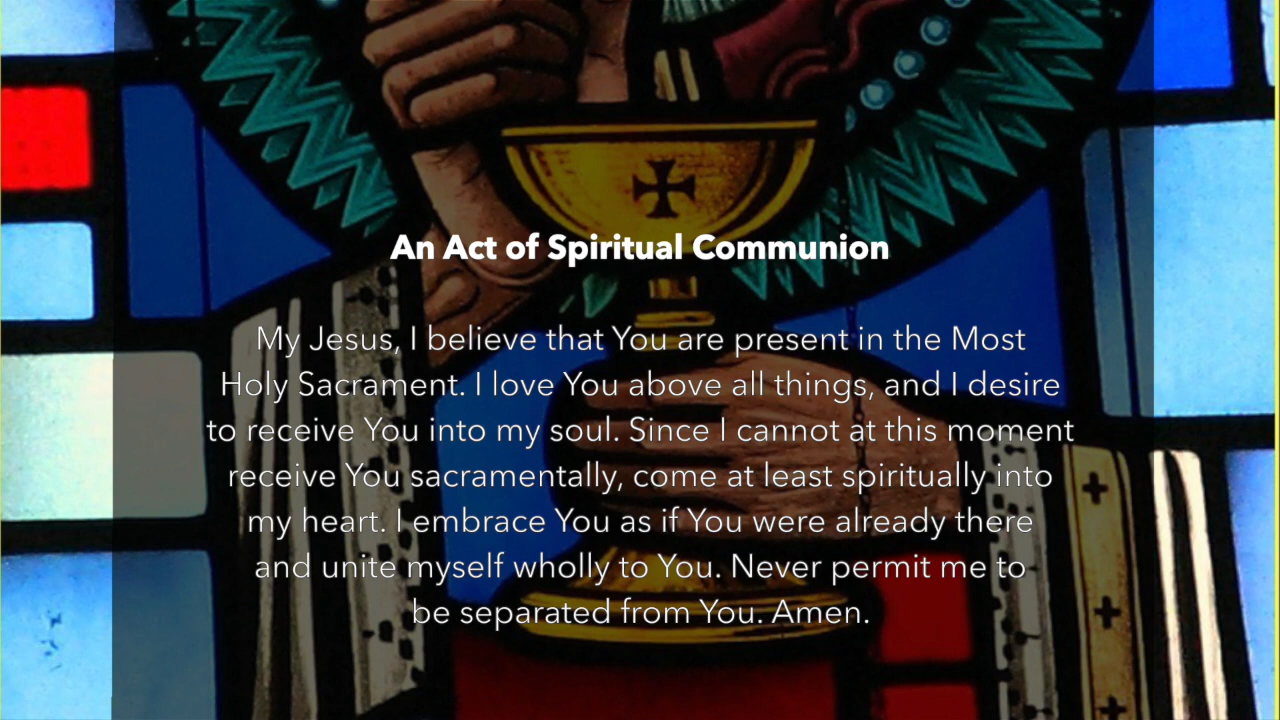 An Act of Spiritual Communion
My Jesus, I believe that You are present in the Most
Holy Sacrament. I love You above all things, and I desire
to receive You into my soul. Since I cannot at this moment
receive You sacramentally, come at least spiritually into
my heart. I embrace You as if You were already there
and unite myself wholly to You. Never permit me to
be separated from You. Amen.